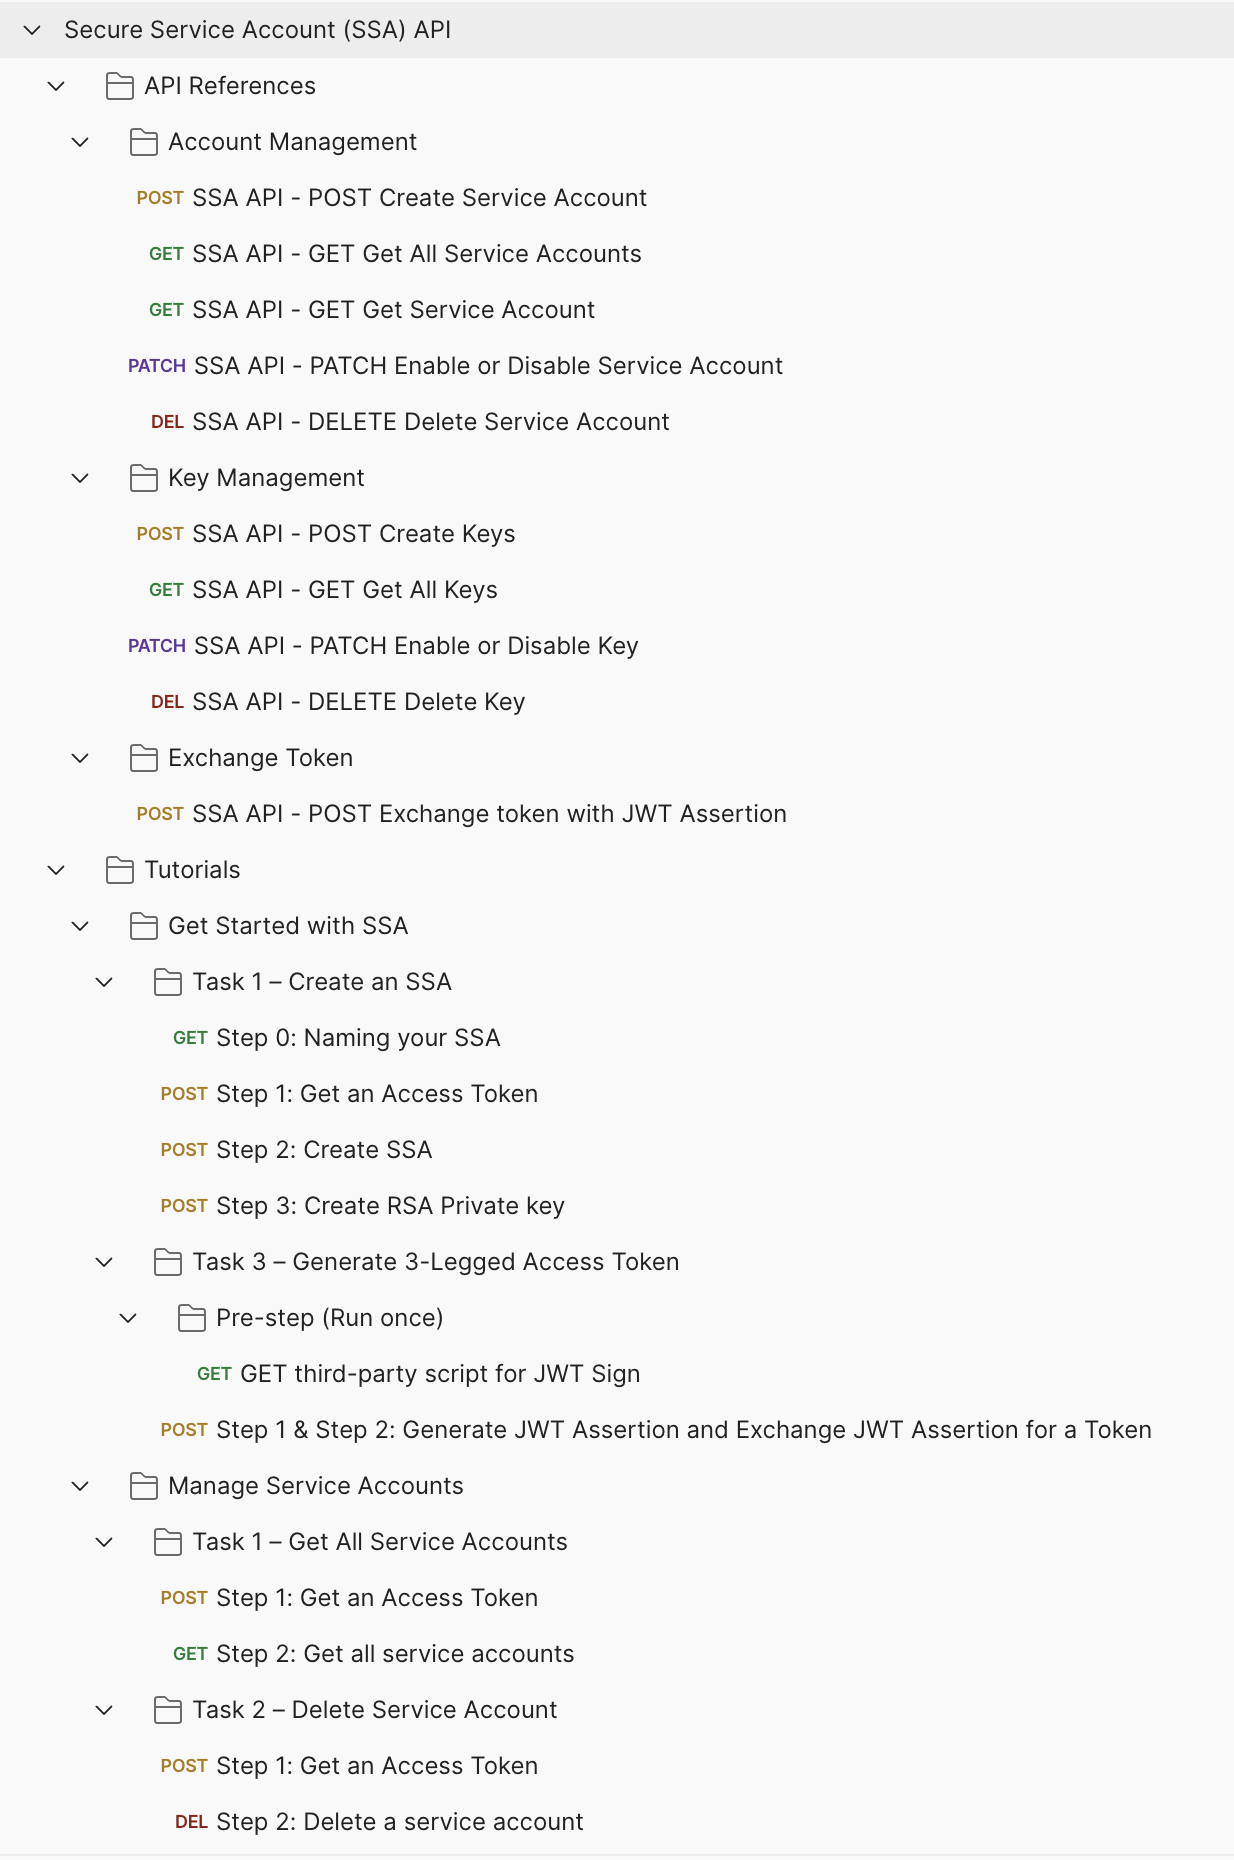 Secure Service Account (SSA) API
API References
Account Management
POST SSA API - POST Create Service Account
GET SSA API - GET Get All Service Accounts
GET SSA API - GET Get Service Account
PATCH SSA API - PATCH Enable or Disable Service Account
DEL SSA API - DELETE Delete Service Account
Key Management
POST SSA API - POST Create Keys
GET SSA API - GET Get All Keys
PATCH SSA API - PATCH Enable or Disable Key
DEL SSA API - DELETE Delete Key
Exchange Token
POST SSA API - POST Exchange token with JWT Assertion
Tutorials
Get Started with SSA
Task 1 – Create an SSA
GET Step 0: Naming your SSA
POST Step 1: Get an Access Token
POST Step 2: Create SSA
POST Step 3: Create RSA Private key
Task 3 – Generate 3-Legged Access Token
Pre-step (Run once)
GET GET third-party script for JWT Sign
POST Step 1 & Step 2: Generate JWT Assertion and Exchange JWT Assertion for a Token
Manage Service Accounts
Task 1 – Get All Service Accounts
POST Step 1: Get an Access Token
GET Step 2: Get all service accounts
Task 2 – Delete Service Account
POST Step 1: Get an Access Token
DEL Step 2: Delete a service account